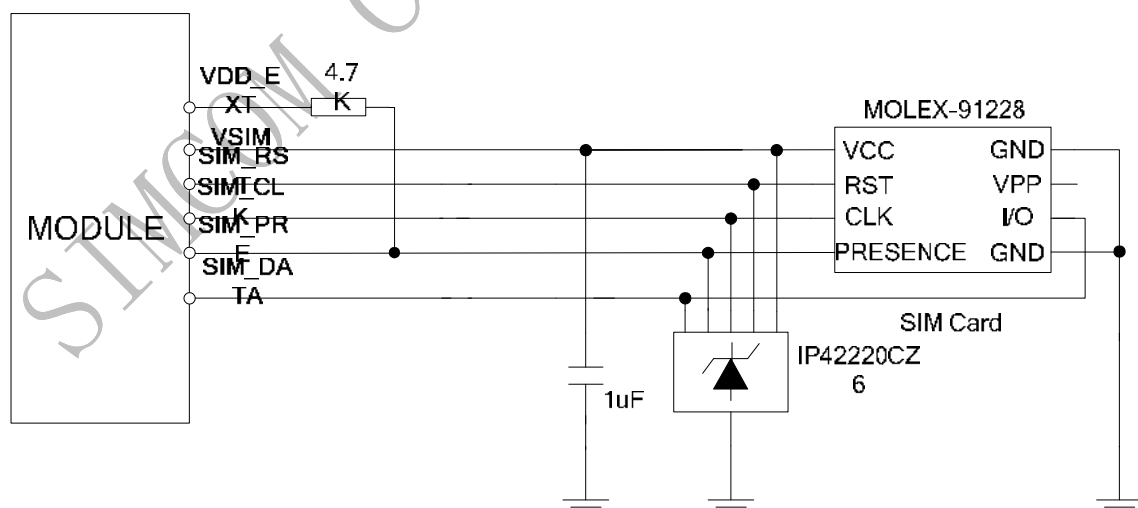 SIMCOM C
VDD_E
XT
4.7
K
VSIM
SIM_RS
T
SIM_CL
K
SIM_PR
E
SIM_DA
TA
MODULE
MOLEX-91228
VCC GND
RST VPP
CLK I/O
PRESENCE GND
SIM Card
IP42220CZ
6
1uF